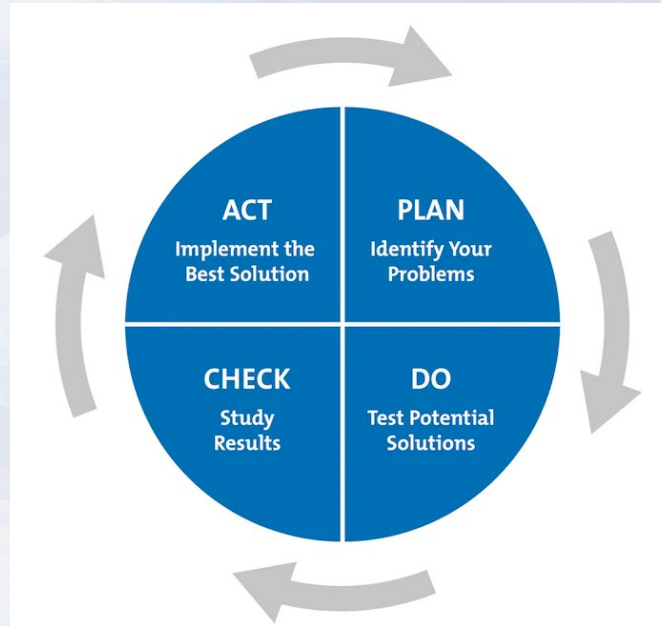 ACT
Implement the
Best Solution
PLAN
Identify Your
Problems
CHECK
Study
Results
DO
Test Potential
Solutions